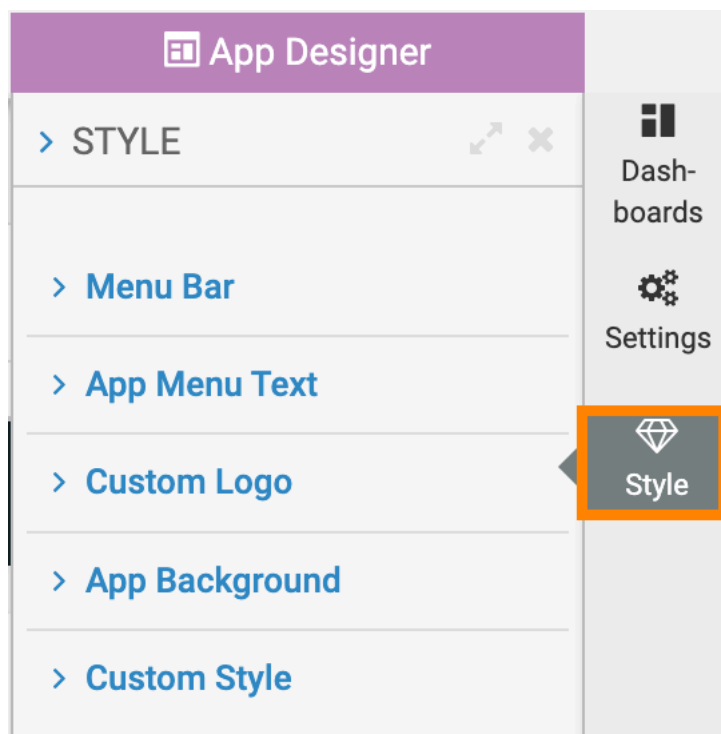 App Designer
STYLE
Menu Bar
App Menu Text
Custom Logo
App Background
Custom Style
Dash-
boards
Settings
Style